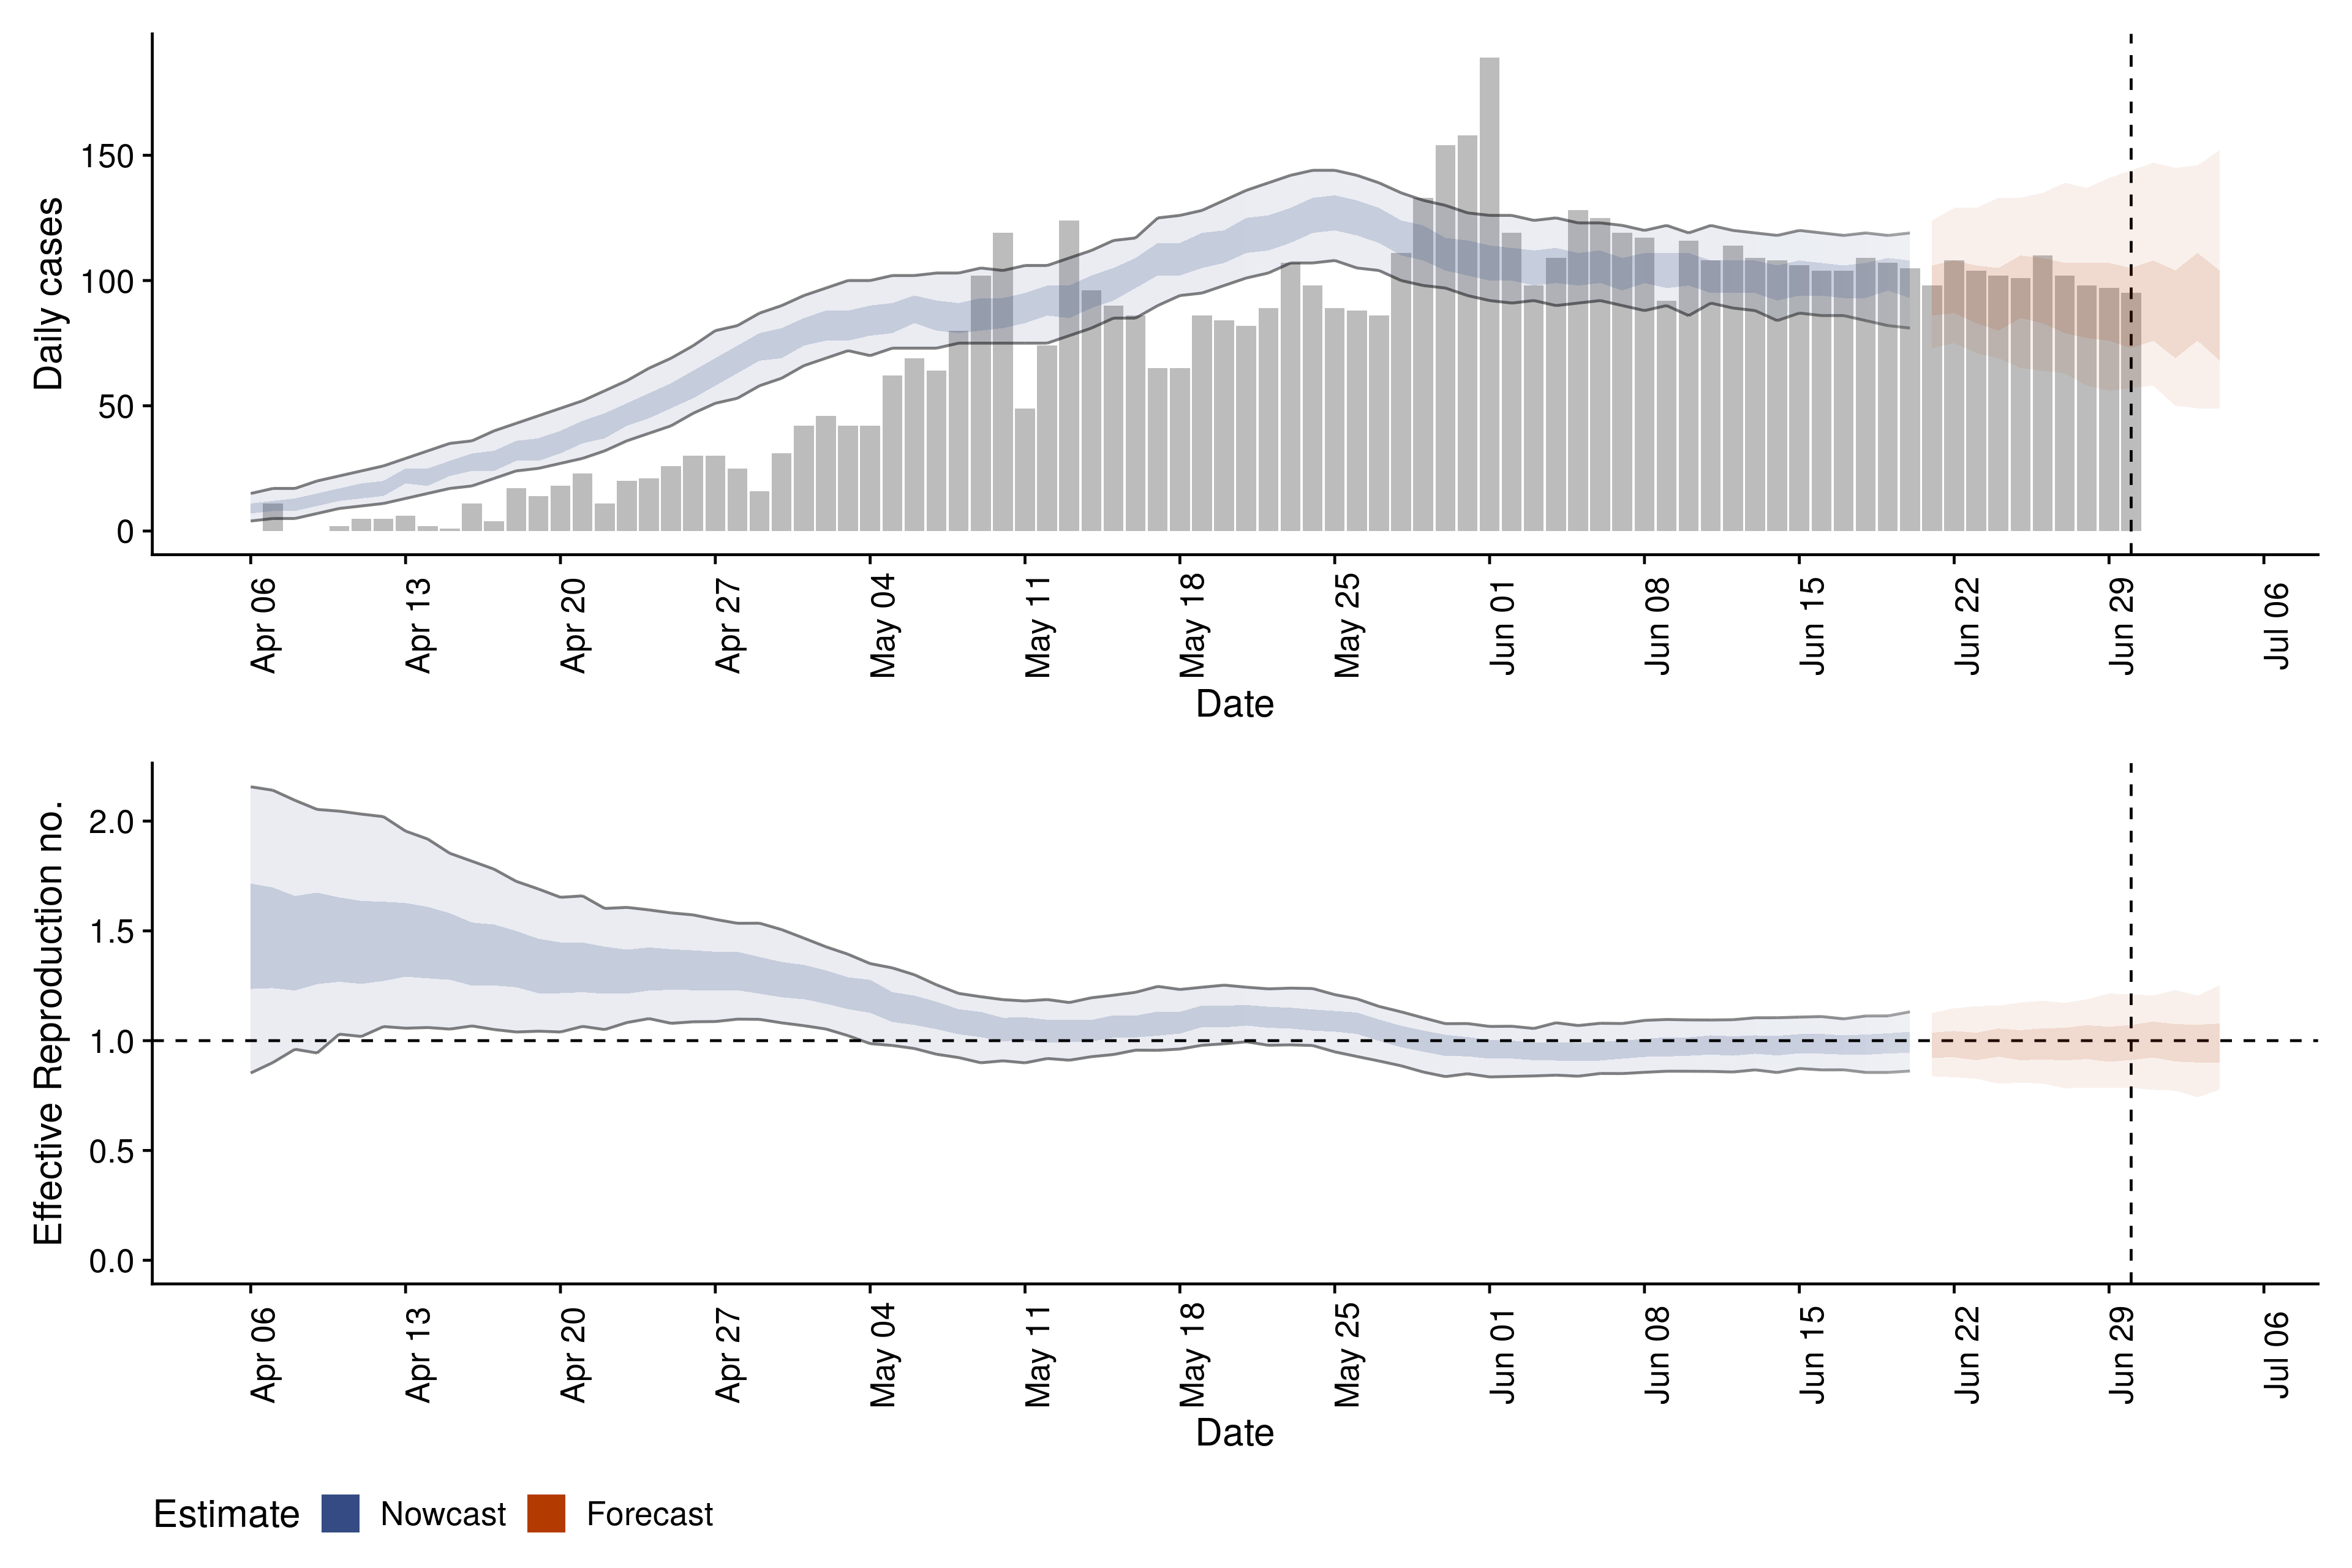 Daily cases
150
100
50
0
Apr 06
Apr 13
Apr 20
Apr 27
May 04
May 11
May 18
May 25
Jun 01
Jun 08
Jun 15
Jun 22
Jun 29
Jul 06
Date
Effective Reproduction no.
2.0
1.5
1.0
0.5
0.0
Apr 06
Apr 13
Apr 20
Apr 27
May 04
May 11
May 18
May 25
Jun 01
Jun 08
Jun 15
Jun 22
Jun 29
Jul 06
Date
Estimate Nowcast Forecast